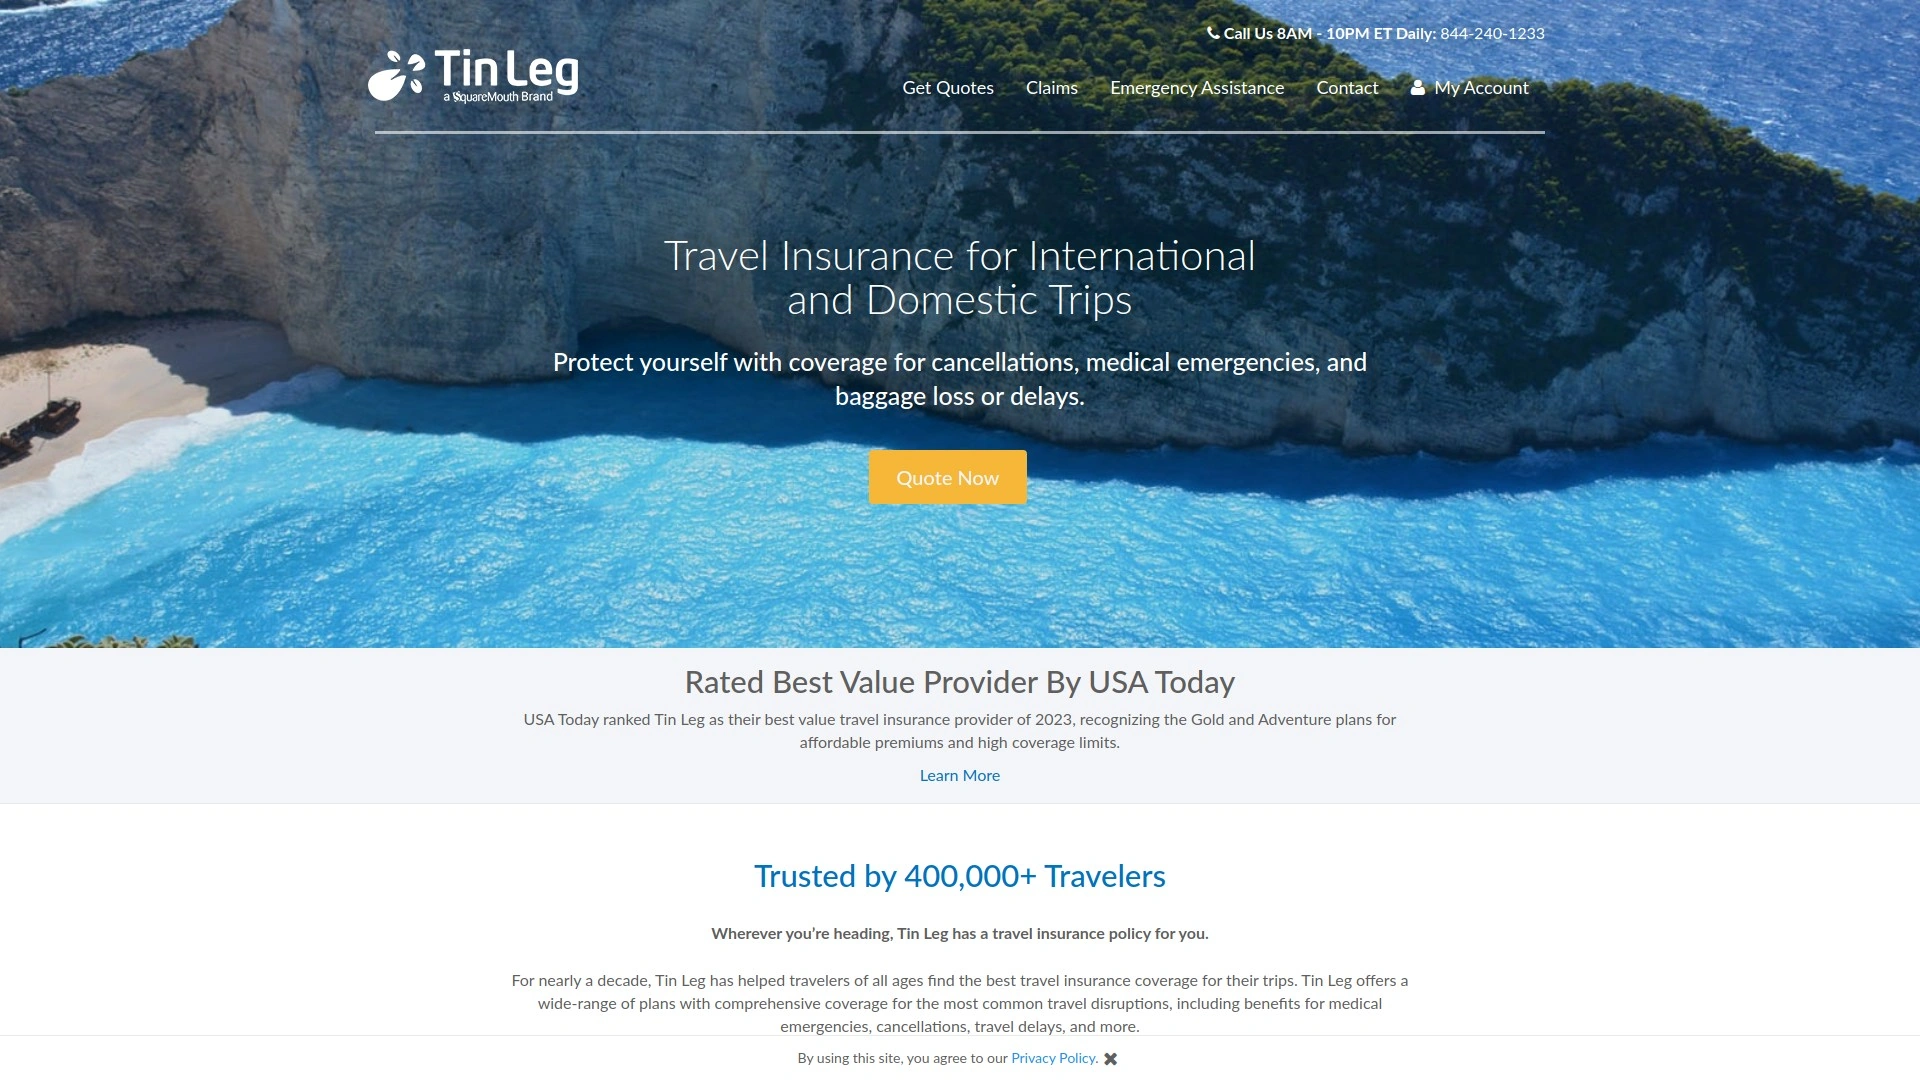 Call Us 8AM - 10PM ET Daily: 844-240-1233
Tin Leg
a SquareMouth Brand
Get Quotes
Claims
Emergency Assistance
Contact
My Account
Travel Insurance for International
and Domestic Trips
Protect yourself with coverage for cancellations, medical emergencies, and
baggage loss or delays.
Quote Now
Rated Best Value Provider By USA Today
USA Today ranked Tin Leg as their best value travel insurance provider of 2023, recognizing the Gold and Adventure plans for
affordable premiums and high coverage limits.
Learn More
Trusted by 400,000+ Travelers
Wherever you’re heading, Tin Leg has a travel insurance policy for you.
For nearly a decade, Tin Leg has helped travelers of all ages find the best travel insurance coverage for their trips. Tin Leg offers a
wide-range of plans with comprehensive coverage for the most common travel disruptions, including benefits for medical
emergencies, cancellations, travel delays, and more.
By using this site, you agree to our Privacy Policy.